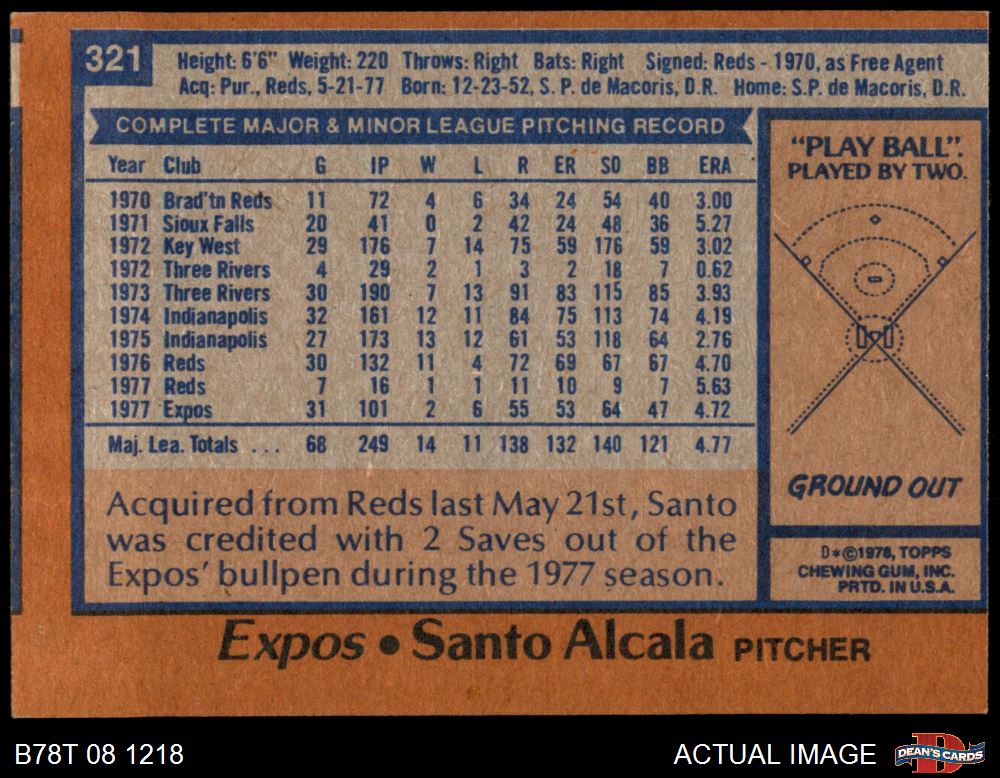 321
Height: 6'6" Weight: 220 Throws: Right Bats: Right Signed: Reds - 1970, as Free Agent
Acq: Pur., Reds, 5-21-77 Born: 12-23-52, S. P. de Macoris, D.R. Home: S.P. de Macoris, D.R.
COMPLETE MAJOR & MINOR LEAGUE PITCHING RECORD
Year Club G IP W L R ER SO BB ERA
1970 Brad'tn Reds 11 72 4 6 34 24 54 40 3.00
1971 Sioux Falls 20 41 0 2 42 24 48 36 5.27
1972 Key West 29 176 7 14 75 59 176 59 3.02
1972 Three Rivers 4 29 2 1 3 2 18 7 0.62
1973 Three Rivers 30 190 7 13 91 83 115 85 3.93
1974 Indianapolis 32 161 12 11 84 75 113 74 4.19
1975 Indianapolis 27 173 13 12 61 53 118 64 2.76
1976 Reds 30 132 11 4 72 69 67 67 4.70
1977 Reds 7 16 1 1 11 10 9 7 5.63
1977 Expos 31 101 2 6 55 53 64 47 4.72
Maj. Lea. Totals . . . 68 249 14 11 138 132 140 121 4.77
Acquired from Reds last May 21st, Santo
was credited with 2 Saves out of the
Expos' bullpen during the 1977 season.
"PLAY BALL".
PLAYED BY TWO.
GROUND OUT
D*©1978, TOPPS
CHEWING GUM, INC.
PRTD. IN U.S.A.
Expos • Santo Alcala PITCHER
B78T 08 1218
ACTUAL IMAGE
DEAN'S CARDS